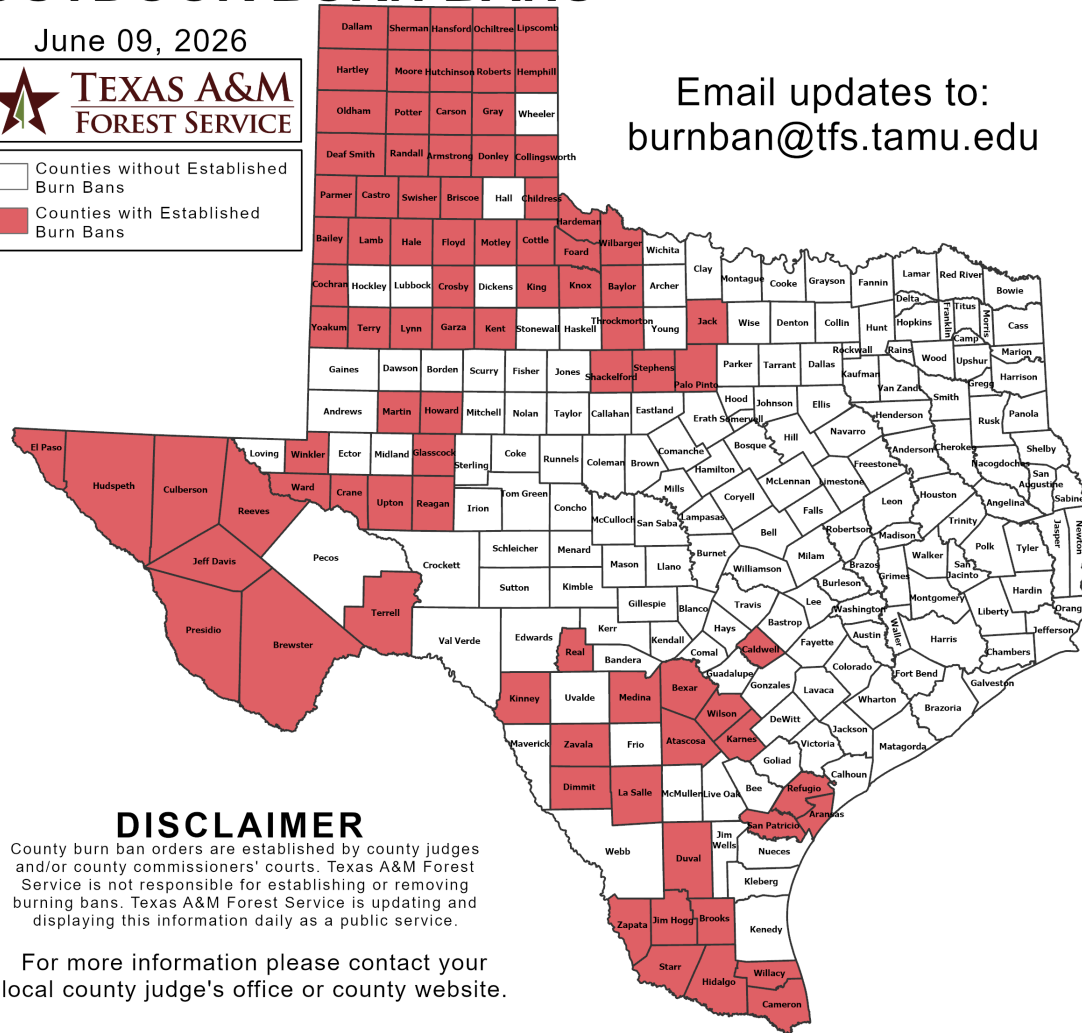 June 09, 2026
TEXAS A&M
FOREST SERVICE
Counties without Established
Burn Bans
Counties with Established
Burn Bans
Email updates to:
burnban@tfs.tamu.edu
Dallam Sherman Hansford Ochiltree Lipscomb
Hartley Moore Hutchinson Roberts Hemphill
Oldham Potter Carson Gray Wheeler
Deaf Smith Randall Armstrong Donley Collingsworth
Parmer Castro Swisher Briscoe Hall Childress
Hardeman
Bailey Lamb Hale Floyd Motley Cottle Foard Wilbarger Wichita
Clay Montague Cooke Grayson Fannin Lamar Red River Bowie
Cochran Hockley Lubbock Crosby Dickens King Knox Baylor Archer
Delta Franklin Titus Morris Cass
Yoakum Terry Lynn Garza Kent Stonewall Haskell Throckmorton Young Jack Wise Denton Collin Hunt Hopkins Camp
Rockwall Rains Wood Upshur Marion
Gaines Dawson Borden Scurry Fisher Jones Shackelford Stephens Palo Pinto Parker Tarrant Dallas Kaufman Van Zandt Smith Gregg Harrison
Andrews Martin Howard Mitchell Nolan Taylor Callahan Eastland Erath Hood Somervell Johnson Ellis Henderson Rusk Panola
El Paso Loving Winkler Ector Midland Glasscock Sterling Coke Runnels Coleman Brown Comanche Bosque Hill Navarro Anderson Cherokee Shelby
Hudspeth Culberson Reeves Ward Crane Upton Reagan Irion Tom Green Concho Mills Hamilton McLennan Limestone Freestone Nacogdoches San Augustine Sabine
McCulloch San Saba Lampasas Coryell Falls Leon Houston Angelina
Jeff Davis Pecos Crockett Schleicher Menard Mason Llano Burnet Bell Robertson Madison Trinity Polk Tyler Jasper Newton
Terrell Sutton Kimble Williamson Milam Brazos Grimes Walker San Jacinto Hardin
Presidio Brewster Val Verde Edwards Gillespie Blanco Travis Lee Burleson Washington Montgomery Liberty Orang
Real Kerr Kendall Hays Bastrop Fayette Austin Waller Harris Jefferson
Bandera Comal Caldwell Chambers
Kinney Uvalde Medina Bexar Guadalupe Gonzales Lavaca Colorado Fort Bend Galveston
Wilson DeWitt Wharton Brazoria
Maverick Zavala Frio Atascosa Karnes Victoria Jackson Matagorda
Goliad Calhoun
Dimmit La Salle McMullen Live Oak Bee Refugio
Aransas
San Patricio
Webb Duval Jim Wells Nueces
Kleberg
Zapata Jim Hogg Brooks Kenedy
Starr Hidalgo Willacy
Cameron
DISCLAIMER
County burn ban orders are established by county judges
and/or county commissioners' courts. Texas A&M Forest
Service is not responsible for establishing or removing
burning bans. Texas A&M Forest Service is updating and
displaying this information daily as a public service.
For more information please contact your
local county judge's office or county website.